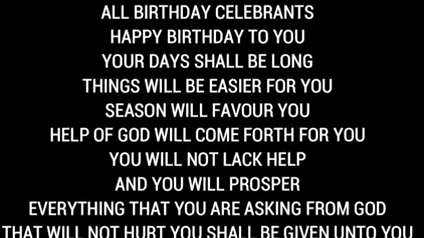 ALL BIRTHDAY CELEBRANTS
HAPPY BIRTHDAY TO YOU
YOUR DAYS SHALL BE LONG
THINGS WILL BE EASIER FOR YOU
SEASON WILL FAVOUR YOU
HELP OF GOD WILL COME FORTH FOR YOU
YOU WILL NOT LACK HELP
AND YOU WILL PROSPER
EVERYTHING THAT YOU ARE ASKING FROM GOD
THAT WILL NOT HURT YOU SHALL BE GIVEN UNTO YOU